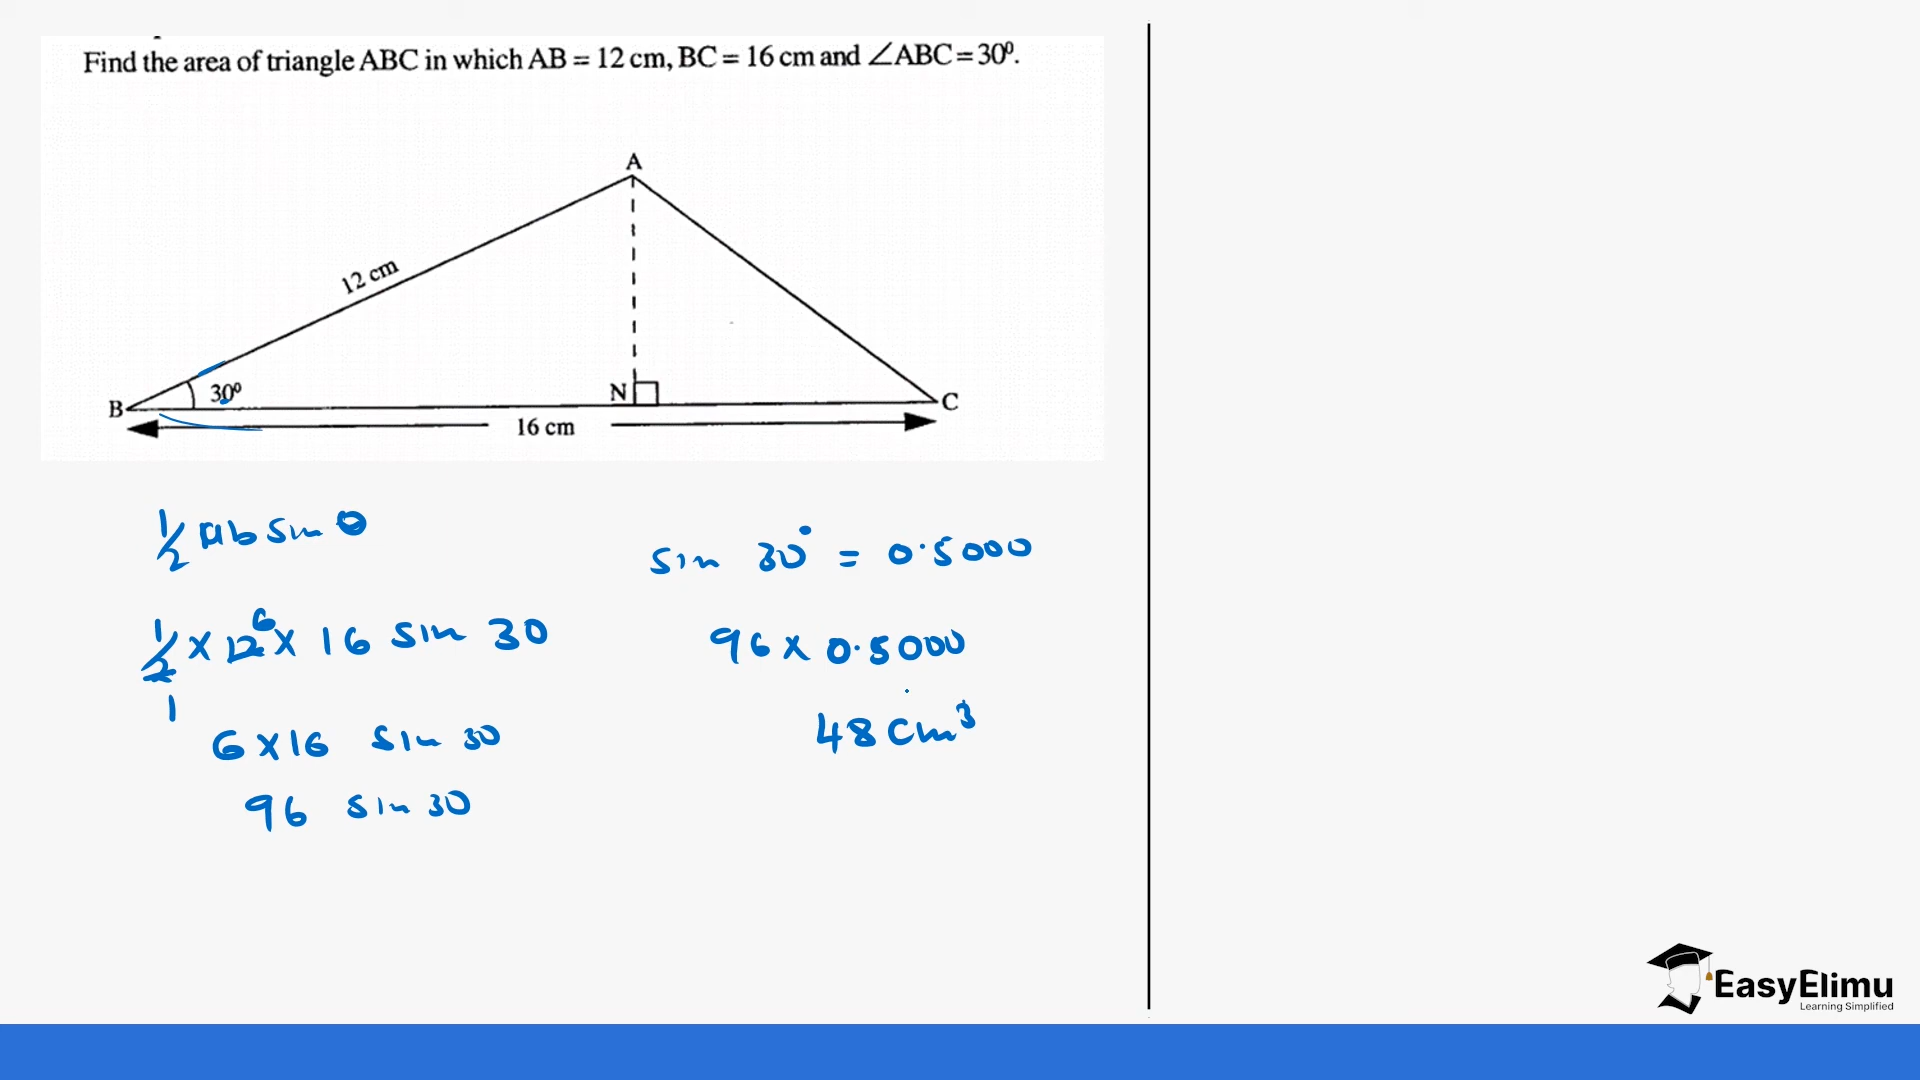 Find the area of triangle ABC in which AB = 12 cm, BC = 16 cm and ∠ABC = 30⁰.
A
12 cm
30⁰
N
B
C
16 cm
½ ab sin θ
½ × 12 6 × 16 sin 30
1
6 × 16 sin 30
96 sin 30
sin 30° = 0.5000
96 × 0.5000
48 cm³
EasyElimu
Learning Simplified